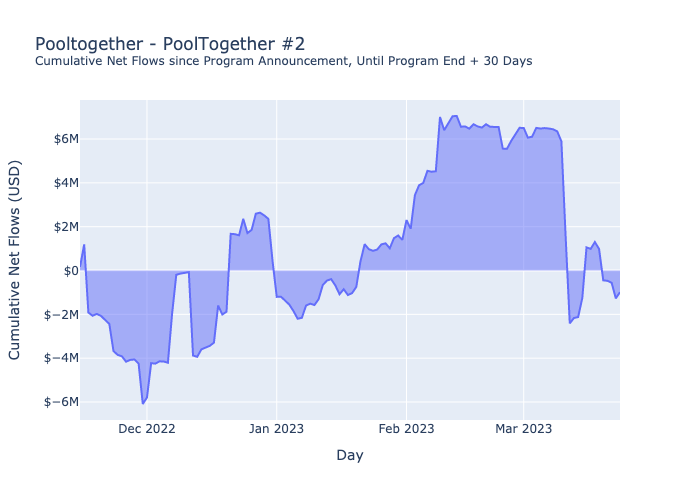 Pooltogether - PoolTogether #2
Cumulative Net Flows since Program Announcement, Until Program End + 30 Days
Cumulative Net Flows (USD)
$6M
$4M
$2M
$0
$−2M
$−4M
$−6M
Dec 2022
Jan 2023
Feb 2023
Mar 2023
Day